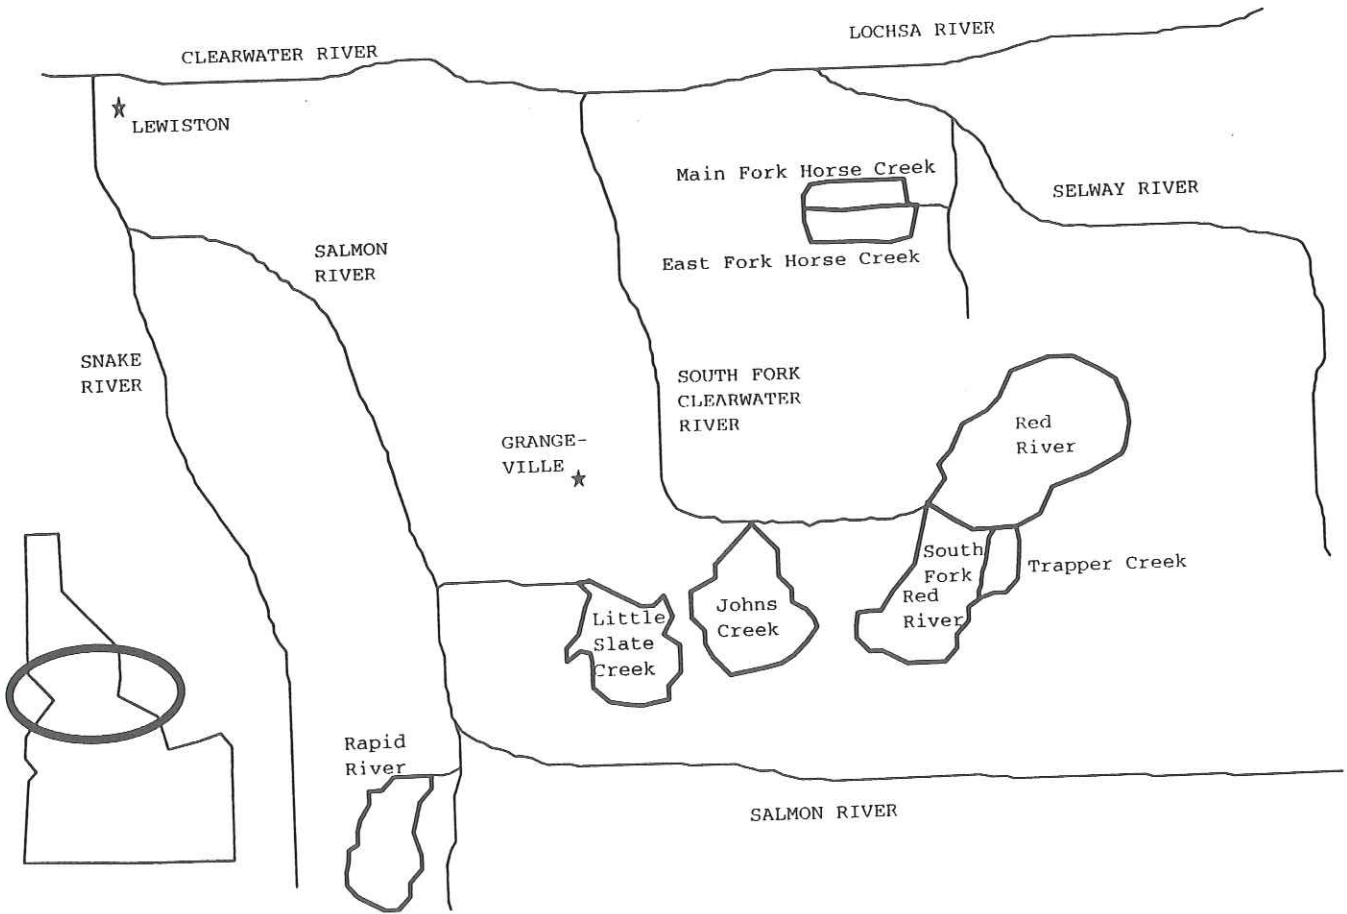 LOCHSA RIVER
CLEARWATER RIVER
LEWISTON
Main Fork Horse Creek
SELWAY RIVER
SALMON
RIVER
East Fork Horse Creek
SNAKE
RIVER
SOUTH FORK
CLEARWATER
RIVER
GRANGE-
VILLE
Red
River
South
Fork
Red
River
Trapper Creek
Johns
Creek
Little
Slate
Creek
Rapid
River
SALMON RIVER